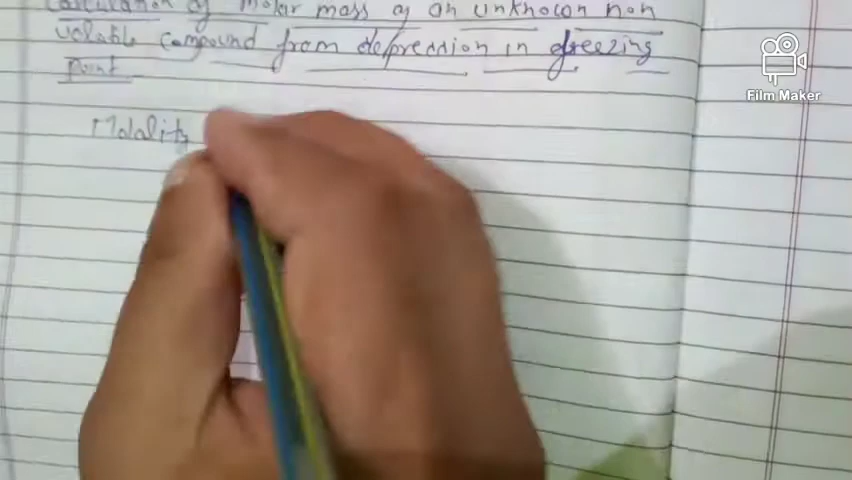 Calculation of molar mass of an unknown non
volatile compound from depression in freezing
point
Molality
Film Maker